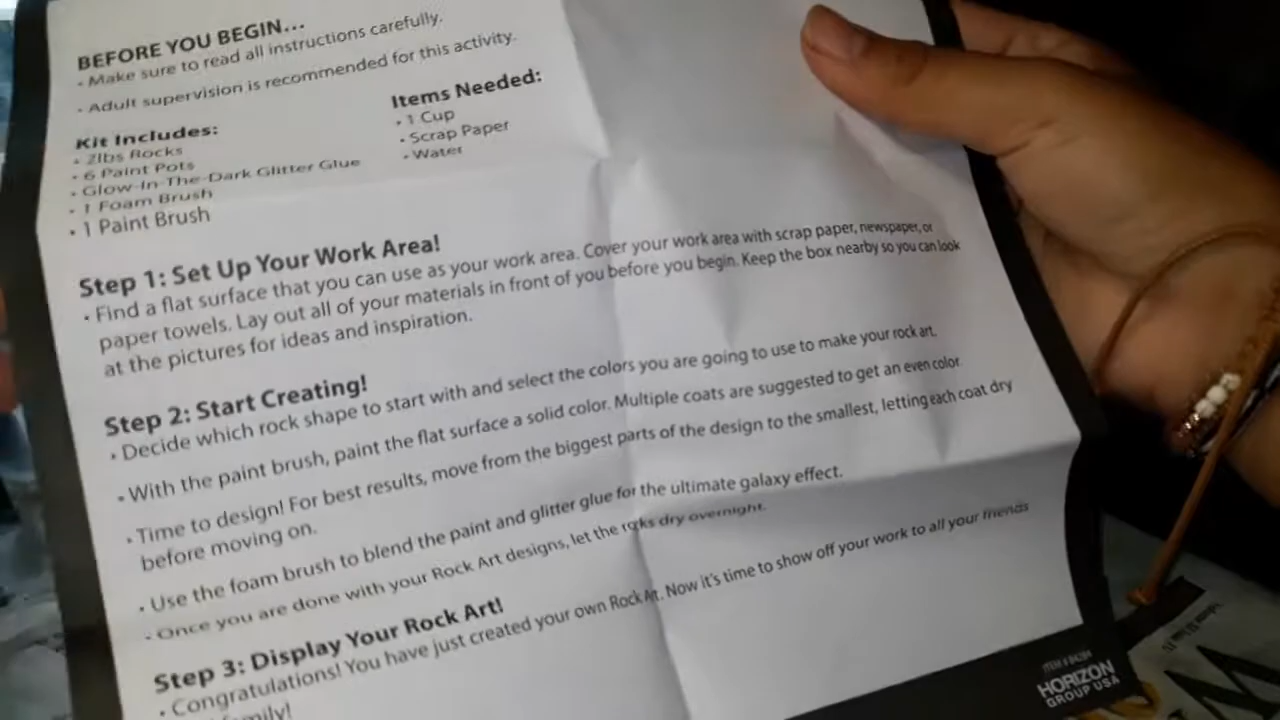 BEFORE YOU BEGIN...
• Make sure to read all instructions carefully.
• Adult supervision is recommended for this activity.
Kit Includes:
• 2lbs Rocks
• 6 Paint Pots
• Glow-In-The-Dark Glitter Glue
• 1 Foam Brush
• 1 Paint Brush
Items Needed:
• 1 Cup
• Scrap Paper
• Water
Step 1: Set Up Your Work Area!
• Find a flat surface that you can use as your work area. Cover your work area with scrap paper, newspaper, or
paper towels. Lay out all of your materials in front of you before you begin. Keep the box nearby so you can look
at the pictures for ideas and inspiration.
Step 2: Start Creating!
• Decide which rock shape to start with and select the colors you are going to use to make your rock art.
• With the paint brush, paint the flat surface a solid color. Multiple coats are suggested to get an even color.
• Time to design! For best results, move from the biggest parts of the design to the smallest, letting each coat dry
before moving on.
• Use the foam brush to blend the paint and glitter glue for the ultimate galaxy effect.
• Once you are done with your Rock Art designs, let the rocks dry overnight.
Step 3: Display Your Rock Art!
• Congratulations! You have just created your own Rock Art. Now it's time to show off your work to all your friends
family!
ITEM #
HORIZON
GROUP USA